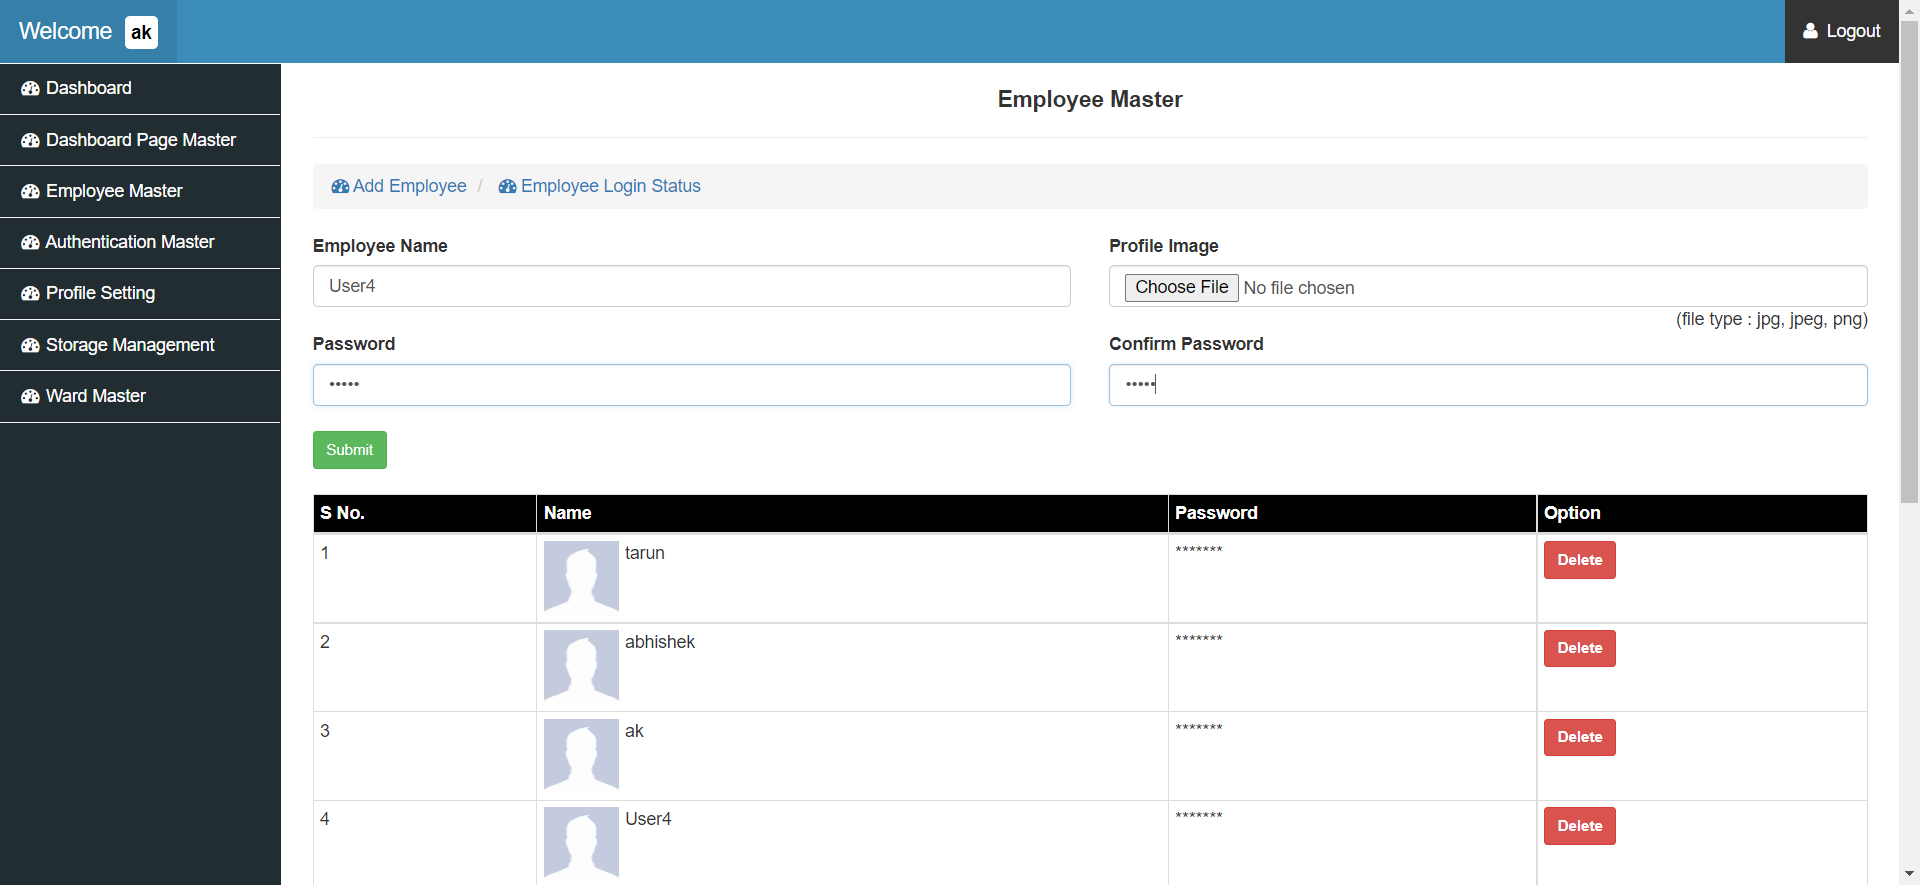 Welcome ak
Logout
Dashboard
Dashboard Page Master
Employee Master
Authentication Master
Profile Setting
Storage Management
Ward Master
Employee Master
Add Employee / Employee Login Status
Employee Name
User4
Profile Image
Choose File No file chosen
(file type : jpg, jpeg, png)
Password
•••••
Confirm Password
•••••
Submit
S No. Name Password Option
1 tarun ******* Delete
2 abhishek ******* Delete
3 ak ******* Delete
4 User4 ******* Delete